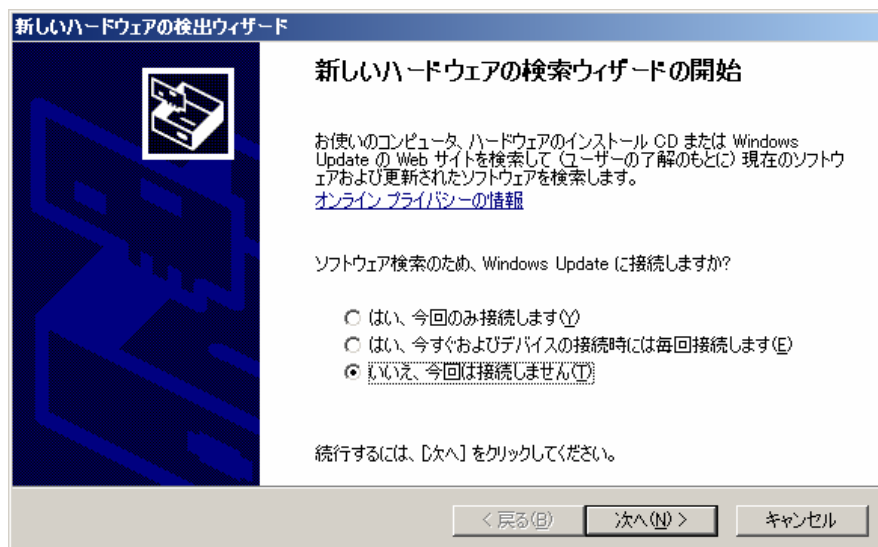 新しいハードウェアの検出ウィザード
新しいハードウェアの検索ウィザードの開始
お使いのコンピュータ、ハードウェアのインストール CD または Windows
Update の Web サイトを検索して (ユーザーの了解のもとに) 現在のソフトウ
ェアおよび更新されたソフトウェアを検索します。
オンライン プライバシーの情報
ソフトウェア検索のため、Windows Update に接続しますか?
はい、今回のみ接続します(Y)
はい、今すぐおよびデバイスの接続時には毎回接続します(E)
いいえ、今回は接続しません(T)
続行するには、[次へ] をクリックしてください。
< 戻る(B)
次へ(N) >
キャンセル